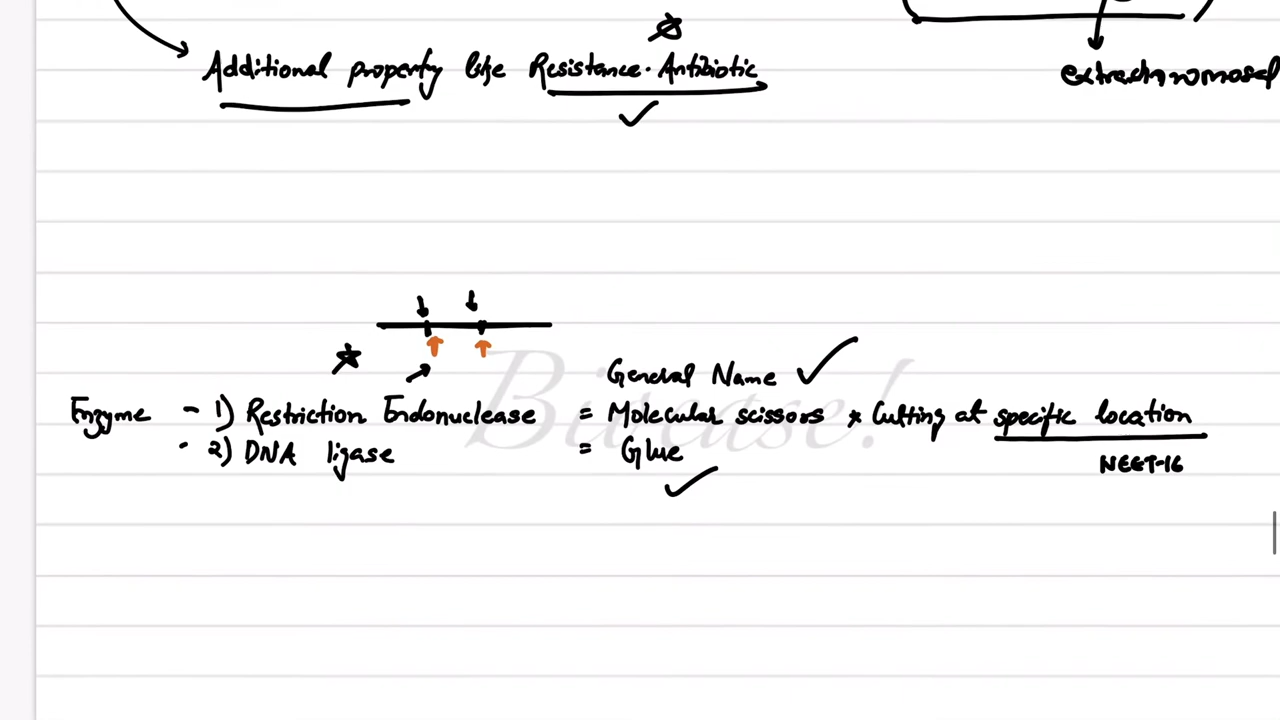 Additional property like Resistance. Antibiotic
extrachromosal
General Name
Enzyme - 1) Restriction Endonuclease = Molecular scissors * Cutting at specific location
- 2) DNA ligase = Glue
NEET-16